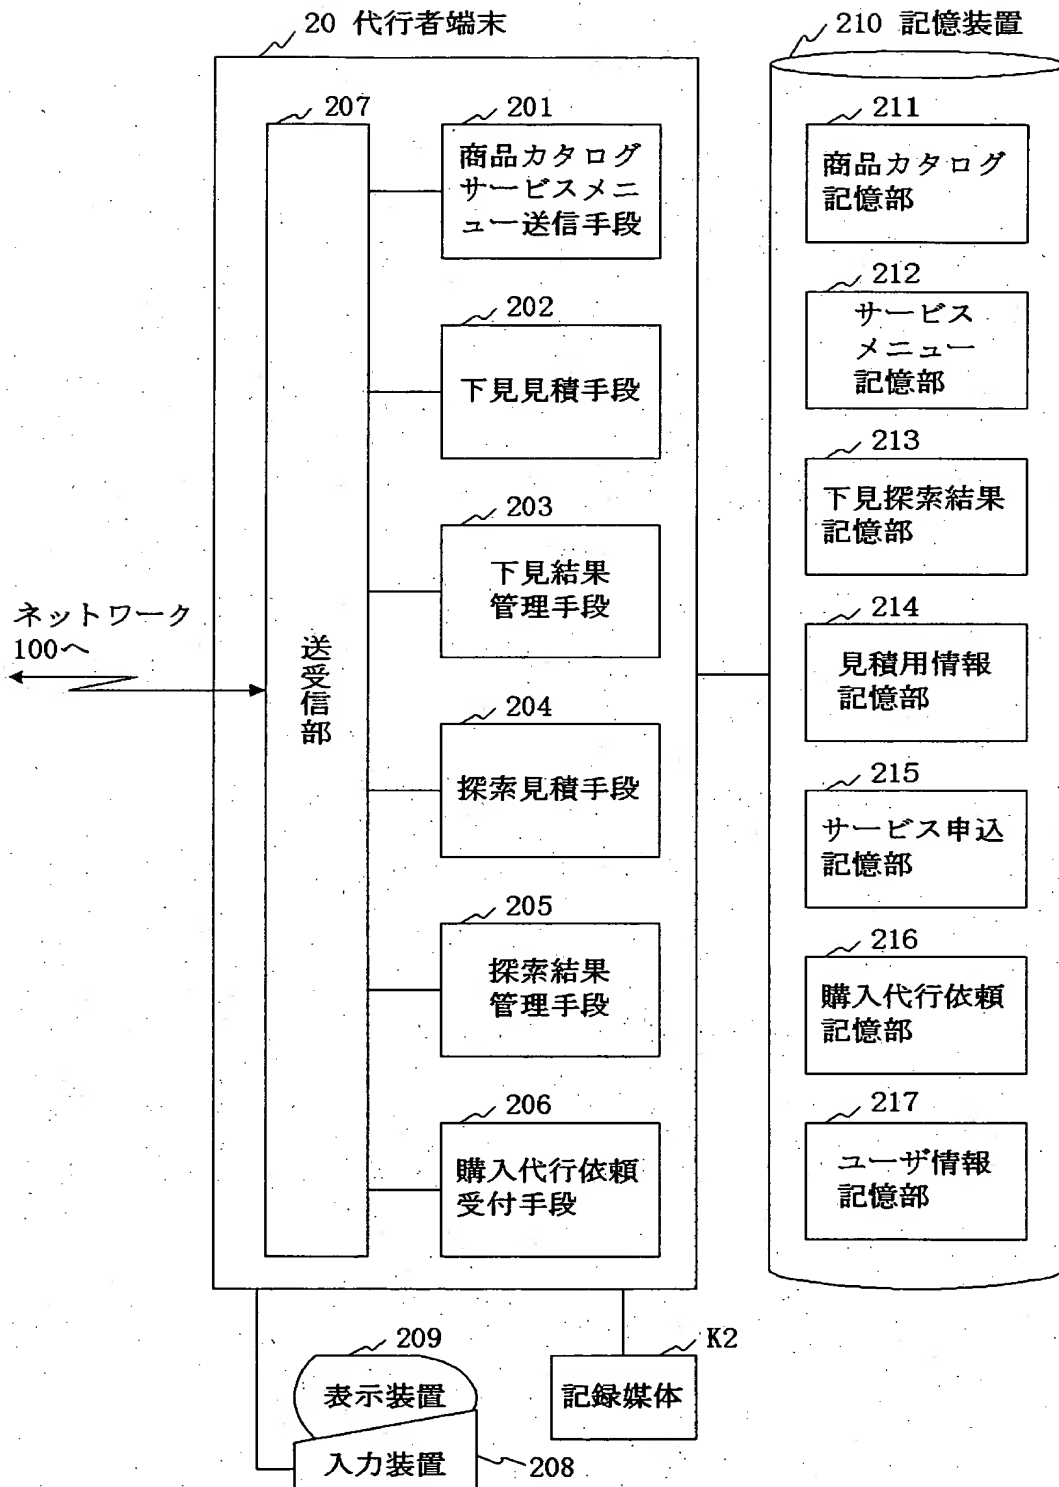 20 代行者端末
210 記憶装置
207
送受信部
201
商品カタログ
サービスメニ
ュー送信手段
202
下見見積手段
203
下見結果
管理手段
204
探索見積手段
205
探索結果
管理手段
206
購入代行依頼
受付手段
ネットワーク
100へ
211
商品カタログ
記憶部
212
サービス
メニュー
記憶部
213
下見探索結果
記憶部
214
見積用情報
記憶部
215
サービス申込
記憶部
216
購入代行依頼
記憶部
217
ユーザ情報
記憶部
209
表示装置
入力装置
208
K2
記録媒体